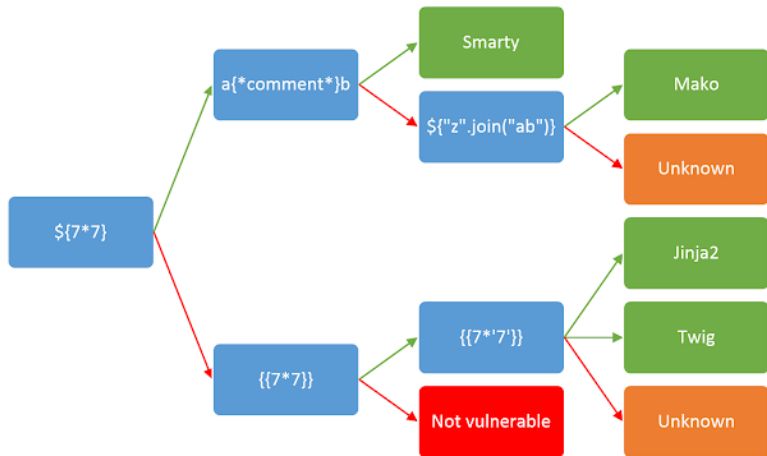 Smarty
a{*comment*}b
Mako
${"z".join("ab")}
Unknown
${7*7}
Jinja2
{{7*'7'}}
Twig
{{7*7}}
Not vulnerable
Unknown